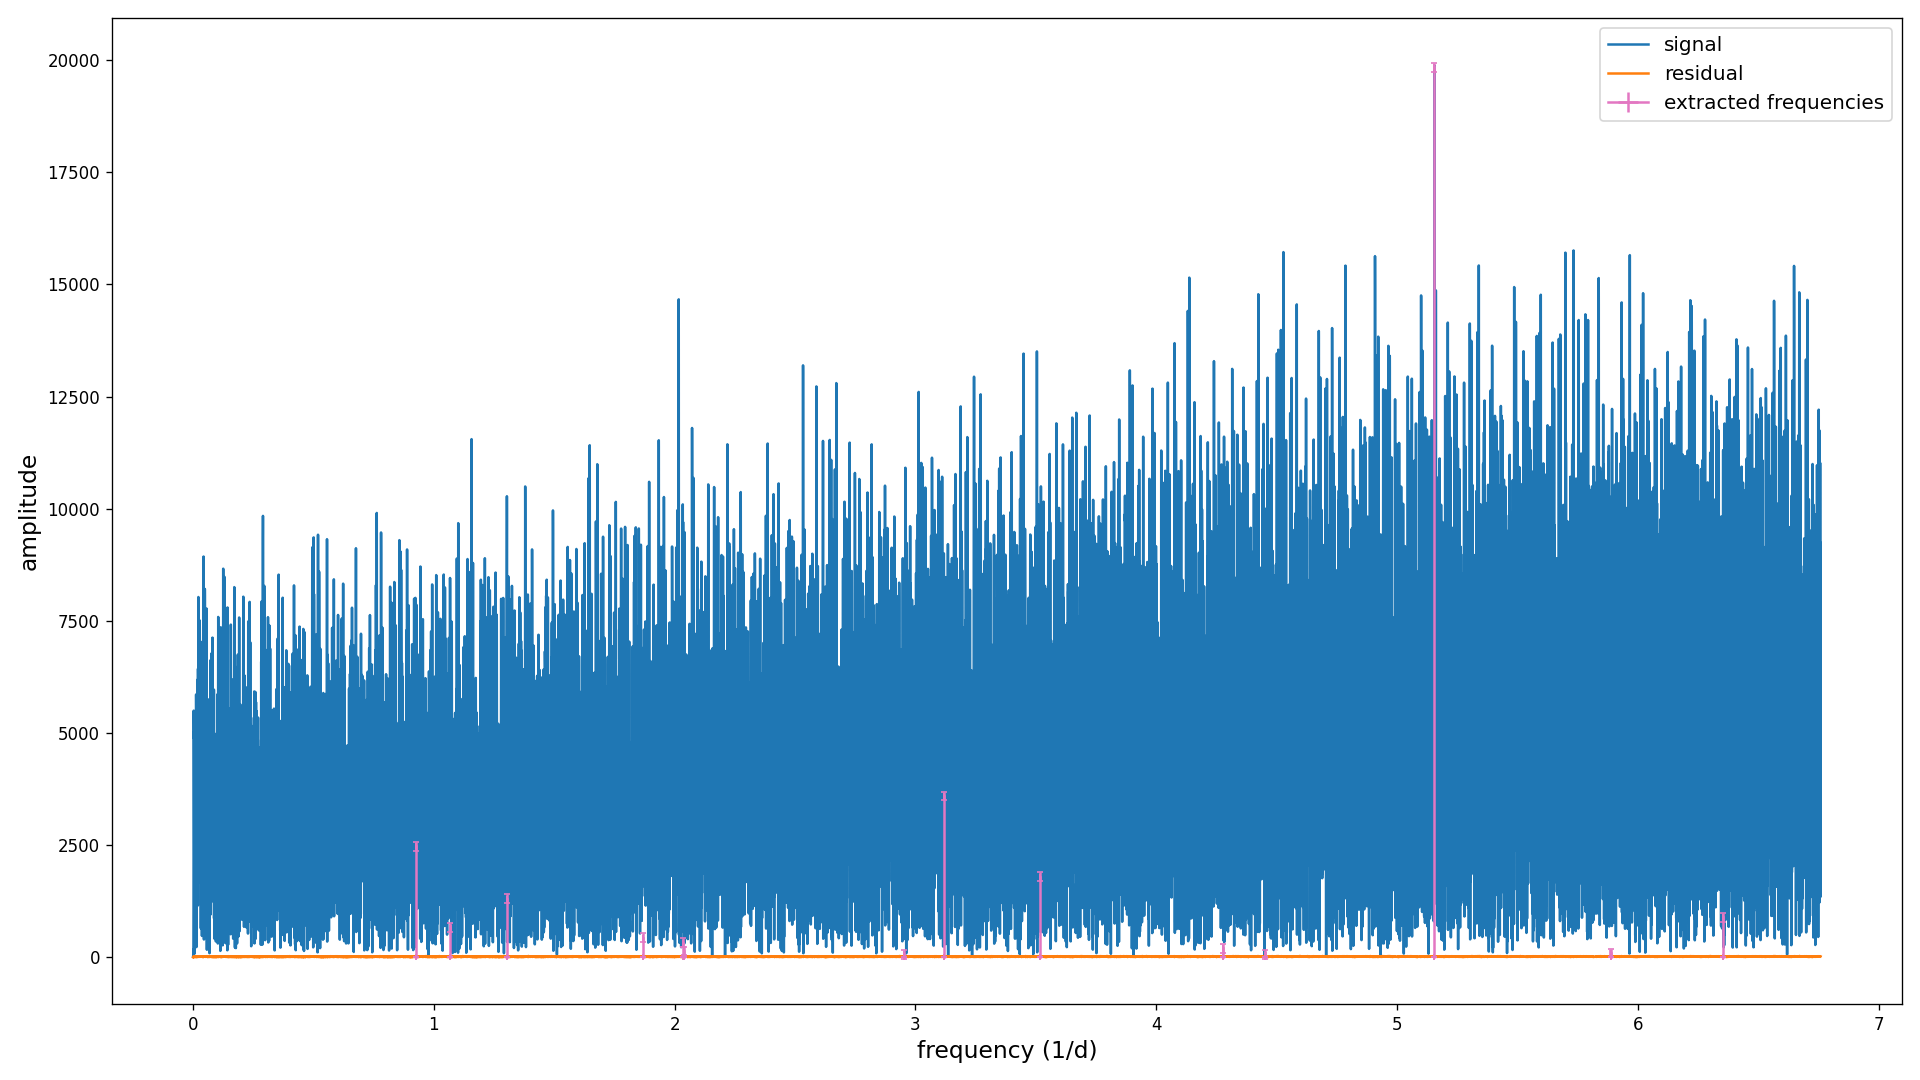 20000
17500
15000
12500
10000
7500
5000
2500
0
amplitude
signal
residual
extracted frequencies
0 1 2 3 4 5 6 7
frequency (1/d)